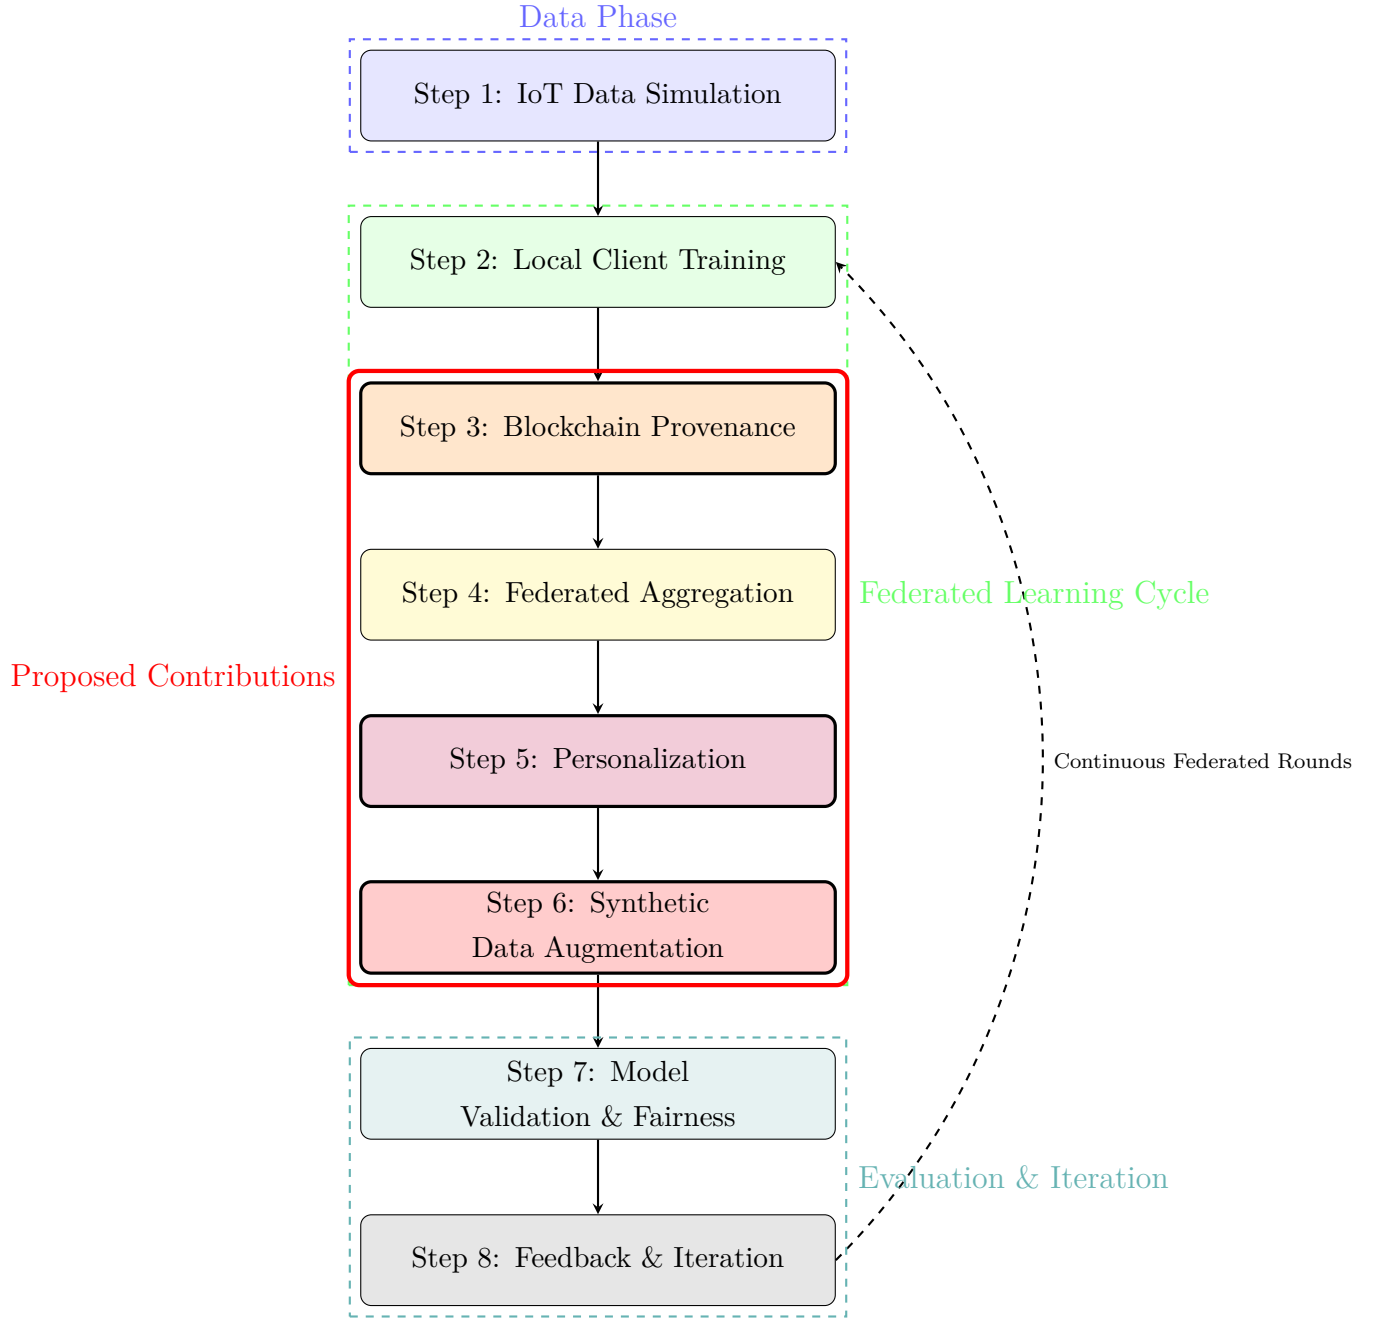 Data Phase
Step 1: IoT Data Simulation
Step 2: Local Client Training
Step 3: Blockchain Provenance
Step 4: Federated Aggregation
Federated Learning Cycle
Proposed Contributions
Step 5: Personalization
Continuous Federated Rounds
Step 6: Synthetic
Data Augmentation
Step 7: Model
Validation & Fairness
Evaluation & Iteration
Step 8: Feedback & Iteration